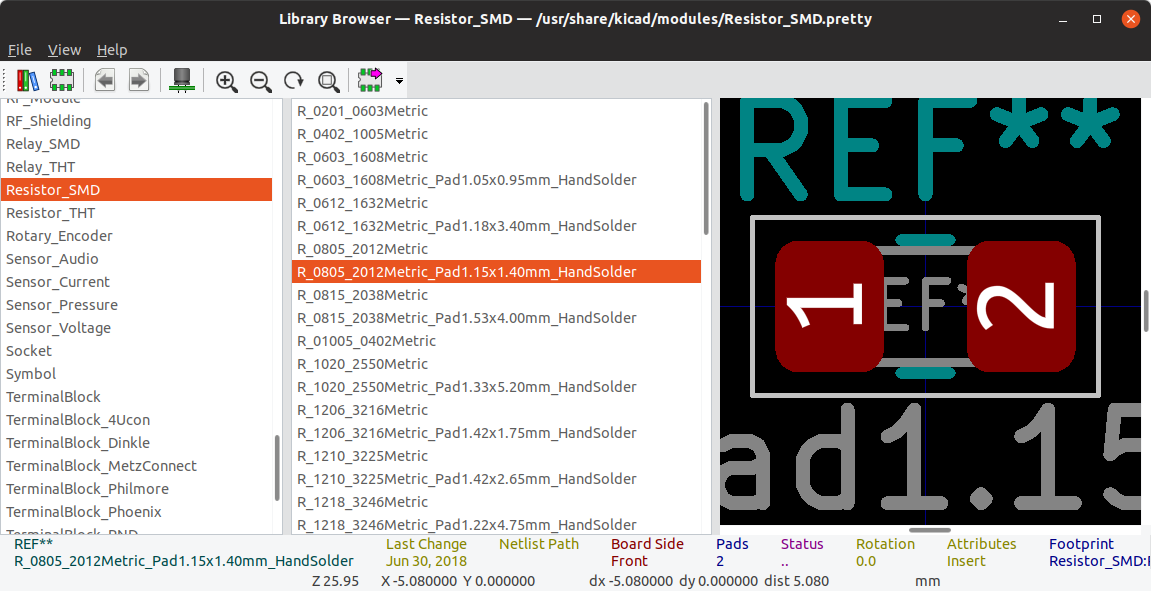 Library Browser — Resistor_SMD — /usr/share/kicad/modules/Resistor_SMD.pretty
File View Help
RF_Module
RF_Shielding
Relay_SMD
Relay_THT
Resistor_SMD
Resistor_THT
Rotary_Encoder
Sensor_Audio
Sensor_Current
Sensor_Pressure
Sensor_Voltage
Socket
Symbol
TerminalBlock
TerminalBlock_4Ucon
TerminalBlock_Dinkle
TerminalBlock_MetzConnect
TerminalBlock_Philmore
TerminalBlock_Phoenix
TerminalBlock_RND
R_0201_0603Metric
R_0402_1005Metric
R_0603_1608Metric
R_0603_1608Metric_Pad1.05x0.95mm_HandSolder
R_0612_1632Metric
R_0612_1632Metric_Pad1.18x3.40mm_HandSolder
R_0805_2012Metric
R_0805_2012Metric_Pad1.15x1.40mm_HandSolder
R_0815_2038Metric
R_0815_2038Metric_Pad1.53x4.00mm_HandSolder
R_01005_0402Metric
R_1020_2550Metric
R_1020_2550Metric_Pad1.33x5.20mm_HandSolder
R_1206_3216Metric
R_1206_3216Metric_Pad1.42x1.75mm_HandSolder
R_1210_3225Metric
R_1210_3225Metric_Pad1.42x2.65mm_HandSolder
R_1218_3246Metric
R_1218_3246Metric_Pad1.22x4.75mm_HandSolder
REF**
1 EF* 2
ad1.15
REF** Last Change Netlist Path Board Side Pads Status Rotation Attributes Footprint
R_0805_2012Metric_Pad1.15x1.40mm_HandSolder Jun 30, 2018 Front 2 .. 0.0 Insert Resistor_SMD:
Z 25.95 X -5.080000 Y 0.000000 dx -5.080000 dy 0.000000 dist 5.080 mm